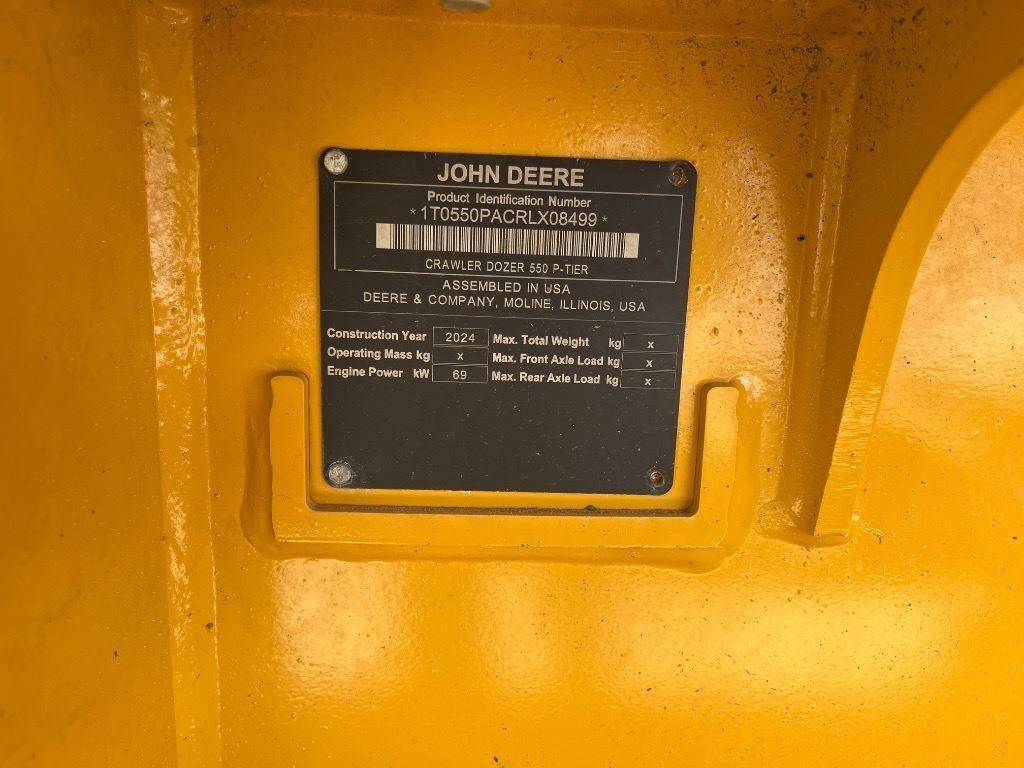 JOHN DEERE
Product Identification Number
*1T0550PACRLX08499*
CRAWLER DOZER 550 P-TIER
ASSEMBLED IN USA
DEERE & COMPANY, MOLINE, ILLINOIS, USA
Construction Year 2024 Max. Total Weight kg x
Operating Mass kg x Max. Front Axle Load kg x
Engine Power kW 69 Max. Rear Axle Load kg x